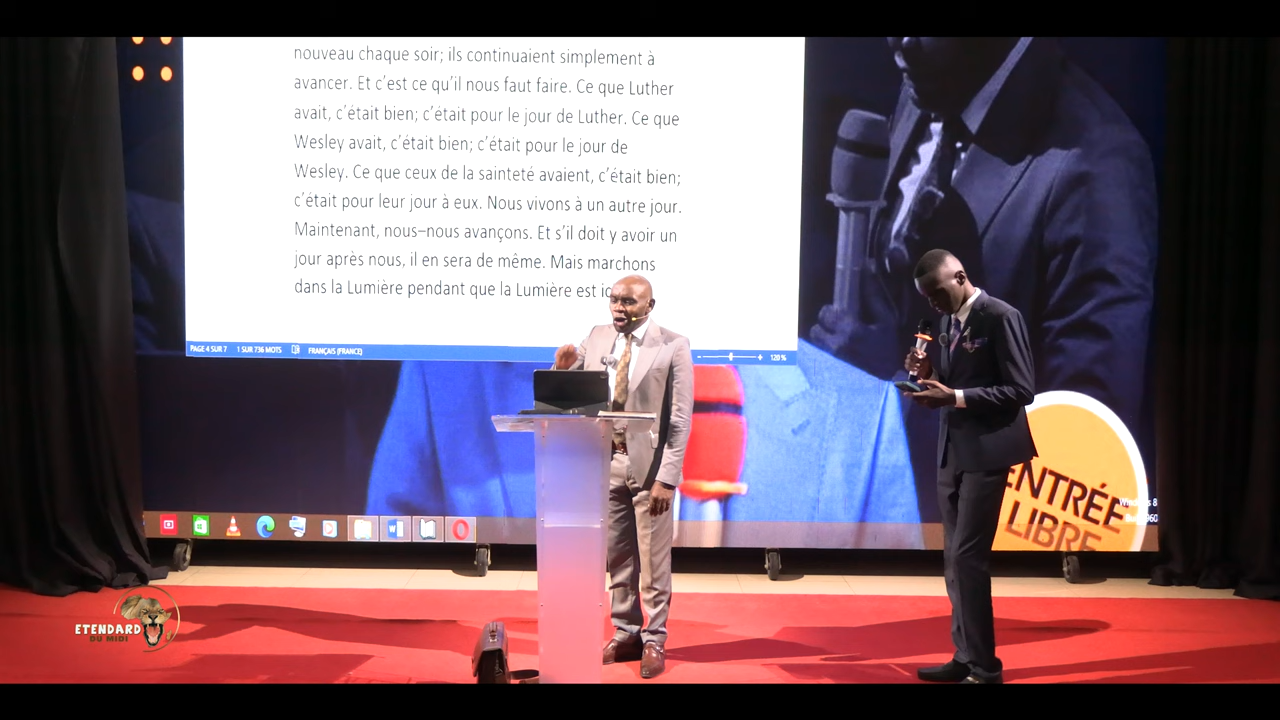 nouveau chaque soir; ils continuaient simplement à
avancer. Et c’est ce qu’il nous faut faire. Ce que Luther
avait, c’était bien; c’était pour le jour de Luther. Ce que
Wesley avait, c’était bien; c’était pour le jour de
Wesley. Ce que ceux de la sainteté avaient, c’était bien;
c’était pour leur jour à eux. Nous vivons à un autre jour.
Maintenant, nous–nous avançons. Et s’il doit y avoir un
jour après nous, il en sera de même. Mais marchons
dans la Lumière pendant que la Lumière est
PAGE 4 SUR 7 1 SUR 736 MOTS FRANÇAIS (FRANCE) 120 %
ENTRÉE
LIBRE
ETENDARD
DU MIDI